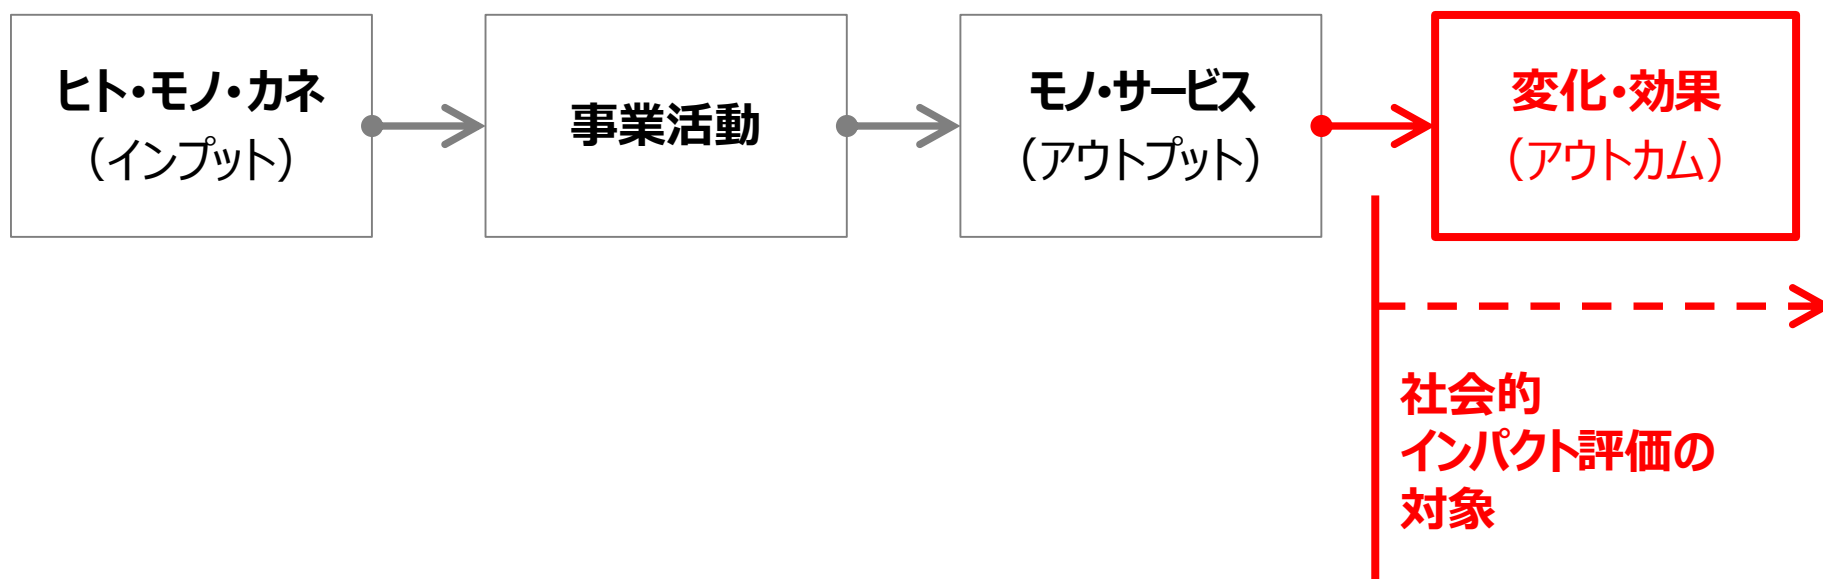 ヒト・モノ・カネ
（インプット）
事業活動
モノ・サービス
（アウトプット）
変化・効果
（アウトカム）
社会的
インパクト評価の
対象